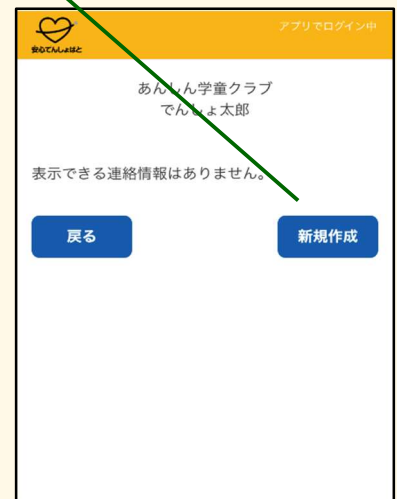 アプリでログイン中
安心でんしょばと
あんしん学童クラブ
でんしょ太郎
表示できる連絡情報はありません。
戻る
新規作成